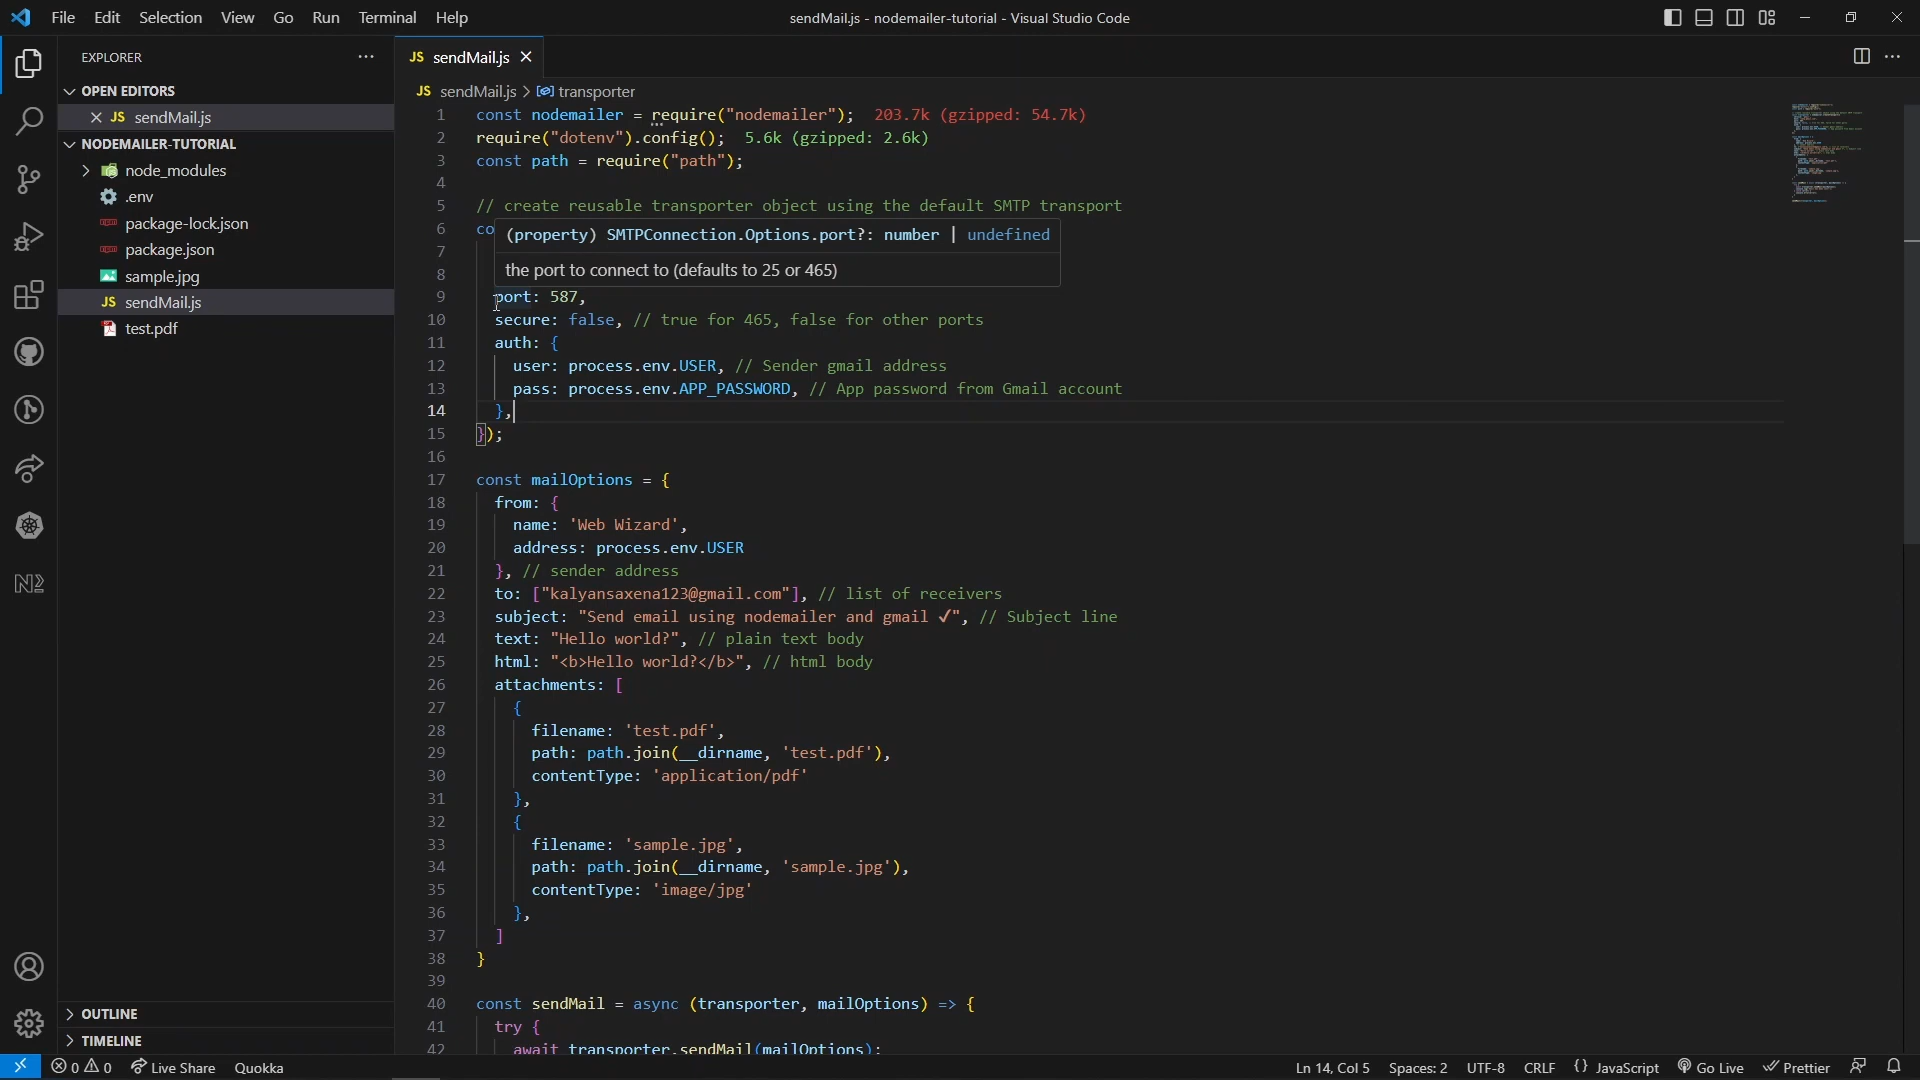 File Edit Selection View Go Run Terminal Help
sendMail.js - nodemailer-tutorial - Visual Studio Code
EXPLORER
OPEN EDITORS
JS sendMail.js
NODEMAILER-TUTORIAL
node_modules
.env
package-lock.json
package.json
sample.jpg
JS sendMail.js
test.pdf
OUTLINE
TIMELINE
JS sendMail.js
JS sendMail.js > transporter
1 const nodemailer = require("nodemailer"); 203.7k (gzipped: 54.7k)
2 require("dotenv").config(); 5.6k (gzipped: 2.6k)
3 const path = require("path");
4
5 // create reusable transporter object using the default SMTP transport
6 co
(property) SMTPConnection.Options.port?: number | undefined
7
8
the port to connect to (defaults to 25 or 465)
9 port: 587,
10 secure: false, // true for 465, false for other ports
11 auth: {
12 user: process.env.USER, // Sender gmail address
13 pass: process.env.APP_PASSWORD, // App password from Gmail account
14 },
15 });
16
17 const mailOptions = {
18 from: {
19 name: 'Web Wizard',
20 address: process.env.USER
21 }, // sender address
22 to: ["kalyansaxena123@gmail.com"], // list of receivers
23 subject: "Send email using nodemailer and gmail ✔", // Subject line
24 text: "Hello world?", // plain text body
25 html: "<b>Hello world?</b>", // html body
26 attachments: [
27 {
28 filename: 'test.pdf',
29 path: path.join(__dirname, 'test.pdf'),
30 contentType: 'application/pdf'
31 },
32 {
33 filename: 'sample.jpg',
34 path: path.join(__dirname, 'sample.jpg'),
35 contentType: 'image/jpg'
36 },
37 ]
38 }
39
40 const sendMail = async (transporter, mailOptions) => {
41 try {
42 await transporter.sendMail(mailOptions);
0 0 Live Share Quokka
Ln 14, Col 5 Spaces: 2 UTF-8 CRLF {} JavaScript Go Live Prettier